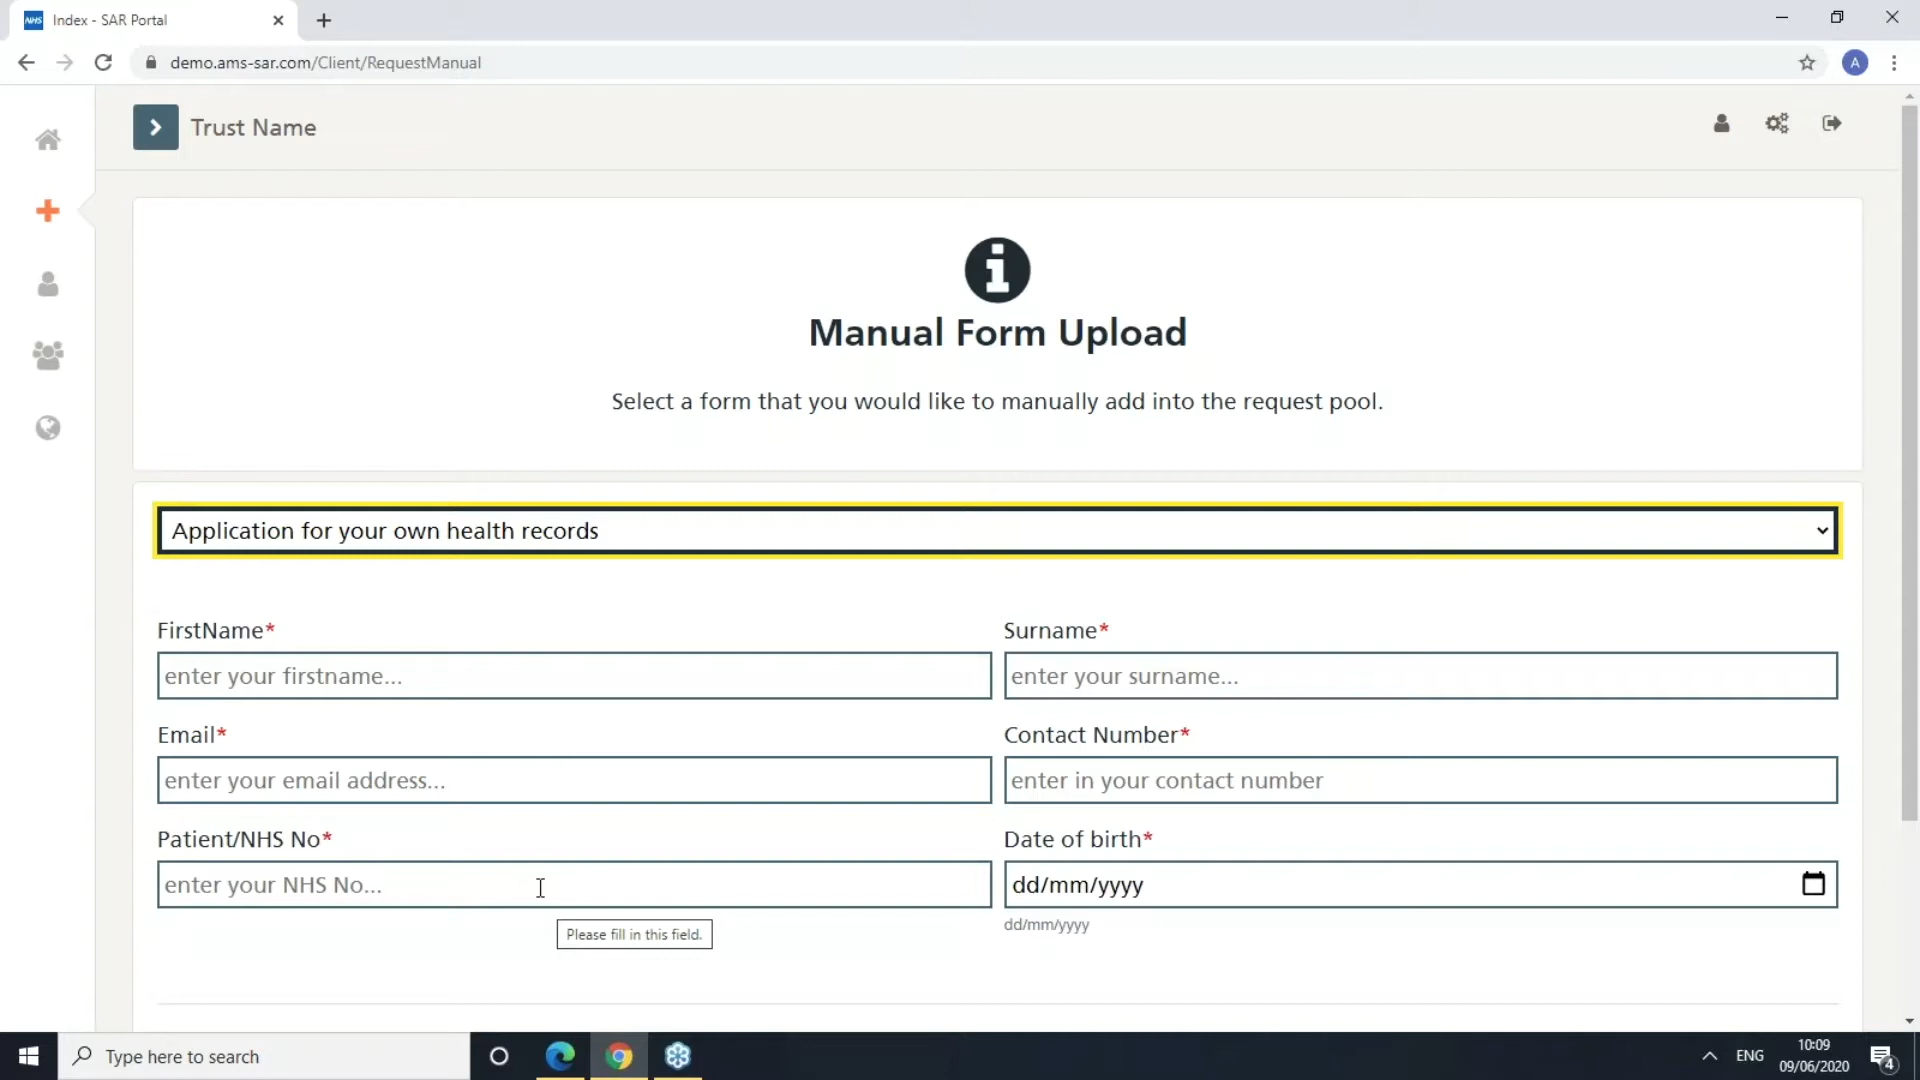 NHS Index - SAR Portal
demo.ams-sar.com/Client/RequestManual
A
Trust Name
Manual Form Upload
Select a form that you would like to manually add into the request pool.
Application for your own health records
FirstName* Surname*
enter your firstname... enter your surname...
Email* Contact Number*
enter your email address... enter in your contact number
Patient/NHS No* Date of birth*
enter your NHS No... dd/mm/yyyy
dd/mm/yyyy
Please fill in this field.
Type here to search
ENG
10:09
09/06/2020
4